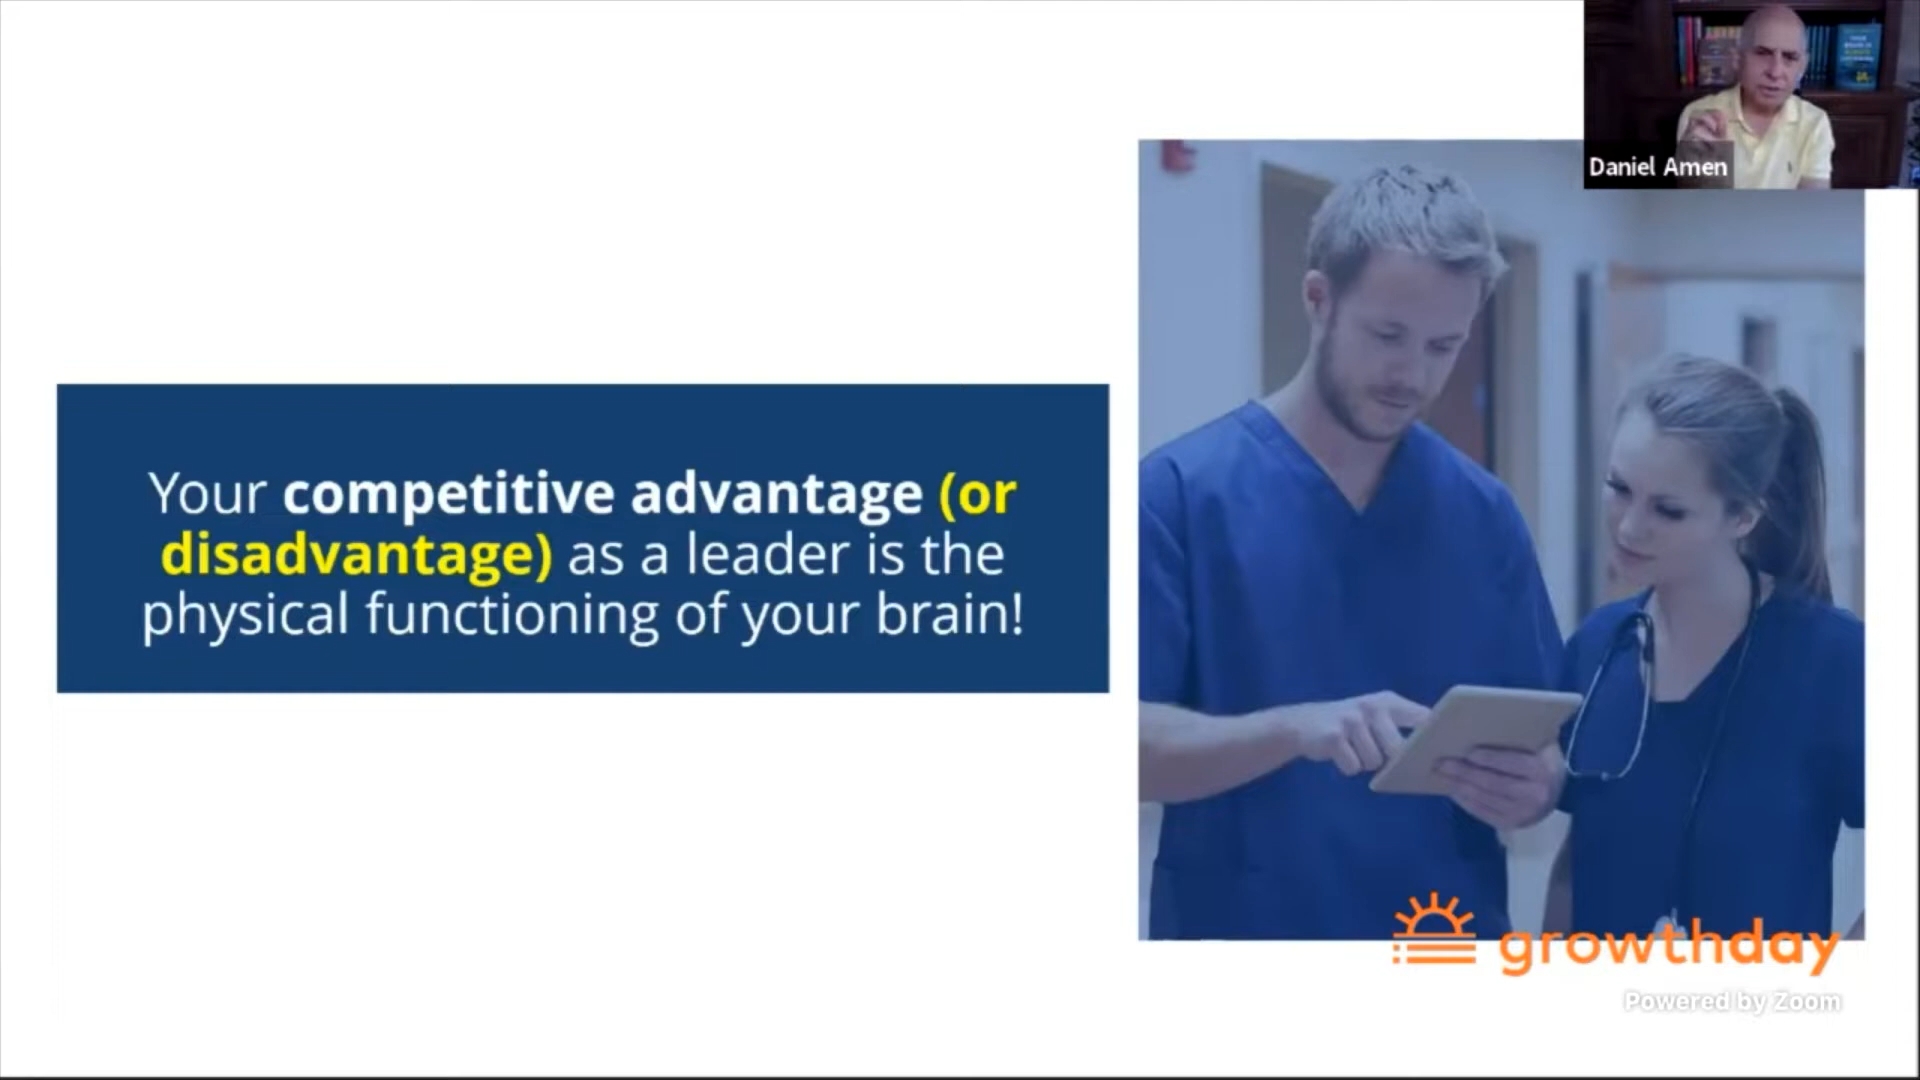 Daniel Amen
Your competitive advantage (or
disadvantage) as a leader is the
physical functioning of your brain!
growthday
Powered by Zoom